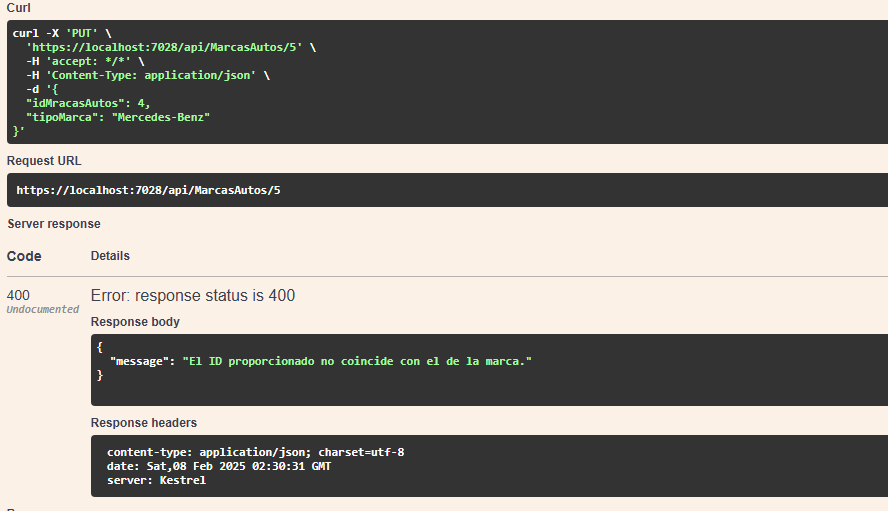 Curl
curl -X 'PUT' \
'https://localhost:7028/api/MarcasAutos/5' \
-H 'accept: */*' \
-H 'Content-Type: application/json' \
-d '{
"idMracasAutos": 4,
"tipoMarca": "Mercedes-Benz"
}'
Request URL
https://localhost:7028/api/MarcasAutos/5
Server response
Code Details
400 Error: response status is 400
Undocumented
Response body
{
"message": "El ID proporcionado no coincide con el de la marca."
}
Response headers
content-type: application/json; charset=utf-8
date: Sat,08 Feb 2025 02:30:31 GMT
server: Kestrel